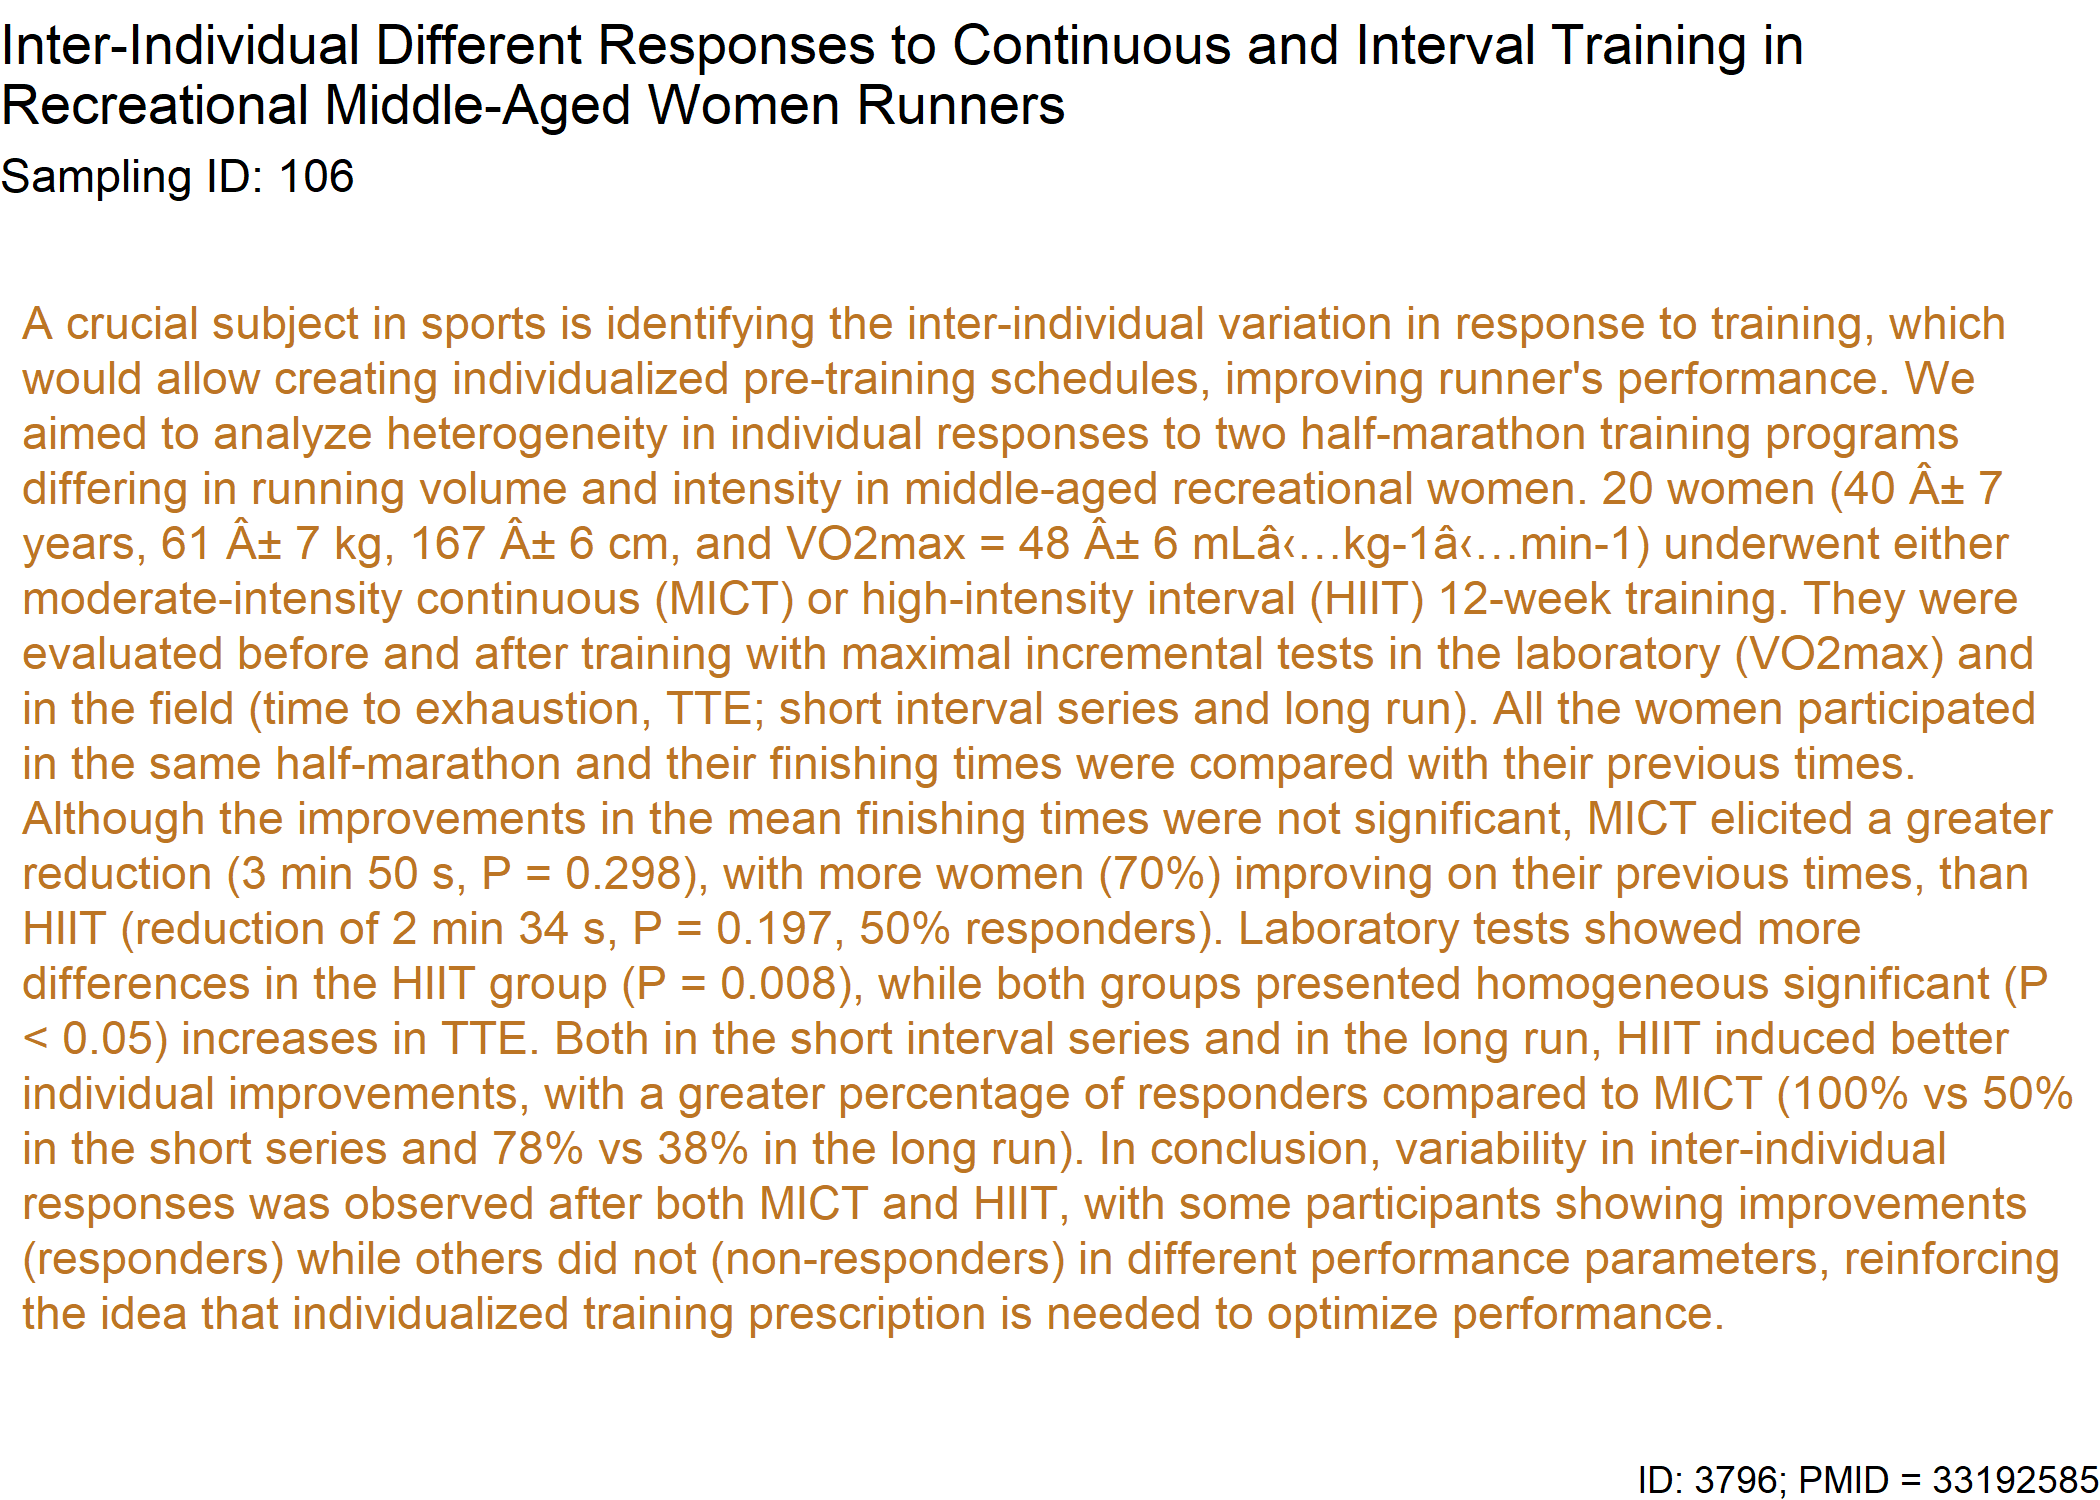 Inter-Individual Different Responses to Continuous and Interval Training in
Recreational Middle-Aged Women Runners
Sampling ID: 106
A crucial subject in sports is identifying the inter-individual variation in response to training, which
would allow creating individualized pre-training schedules, improving runner's performance. We
aimed to analyze heterogeneity in individual responses to two half-marathon training programs
differing in running volume and intensity in middle-aged recreational women. 20 women (40 Â± 7
years, 61 Â± 7 kg, 167 Â± 6 cm, and VO2max = 48 Â± 6 mLâ‹…kg-1â‹…min-1) underwent either
moderate-intensity continuous (MICT) or high-intensity interval (HIIT) 12-week training. They were
evaluated before and after training with maximal incremental tests in the laboratory (VO2max) and
in the field (time to exhaustion, TTE; short interval series and long run). All the women participated
in the same half-marathon and their finishing times were compared with their previous times.
Although the improvements in the mean finishing times were not significant, MICT elicited a greater
reduction (3 min 50 s, P = 0.298), with more women (70%) improving on their previous times, than
HIIT (reduction of 2 min 34 s, P = 0.197, 50% responders). Laboratory tests showed more
differences in the HIIT group (P = 0.008), while both groups presented homogeneous significant (P
< 0.05) increases in TTE. Both in the short interval series and in the long run, HIIT induced better
individual improvements, with a greater percentage of responders compared to MICT (100% vs 50%
in the short series and 78% vs 38% in the long run). In conclusion, variability in inter-individual
responses was observed after both MICT and HIIT, with some participants showing improvements
(responders) while others did not (non-responders) in different performance parameters, reinforcing
the idea that individualized training prescription is needed to optimize performance.
ID: 3796; PMID = 33192585